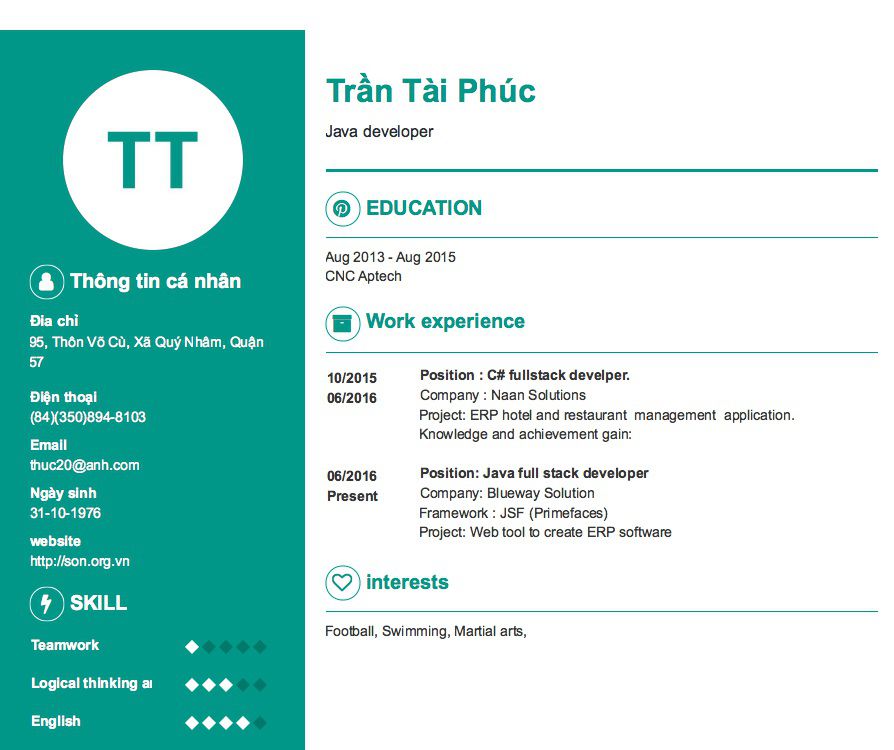 TT
Thông tin cá nhân
Đia chỉ
95, Thôn Võ Cù, Xã Quý Nhâm, Quận
57
Điện thoại
(84)(350)894-8103
Email
thuc20@anh.com
Ngày sinh
31-10-1976
website
http://son.org.vn
SKILL
Teamwork
Logical thinking
English
Trần Tài Phúc
Java developer
EDUCATION
Aug 2013 - Aug 2015
CNC Aptech
Work experience
10/2015
06/2016
Position : C# fullstack develper.
Company : Naan Solutions
Project: ERP hotel and restaurant management application.
Knowledge and achievement gain:
06/2016
Present
Position: Java full stack developer
Company: Blueway Solution
Framework : JSF (Primefaces)
Project: Web tool to create ERP software
interests
Football, Swimming, Martial arts,